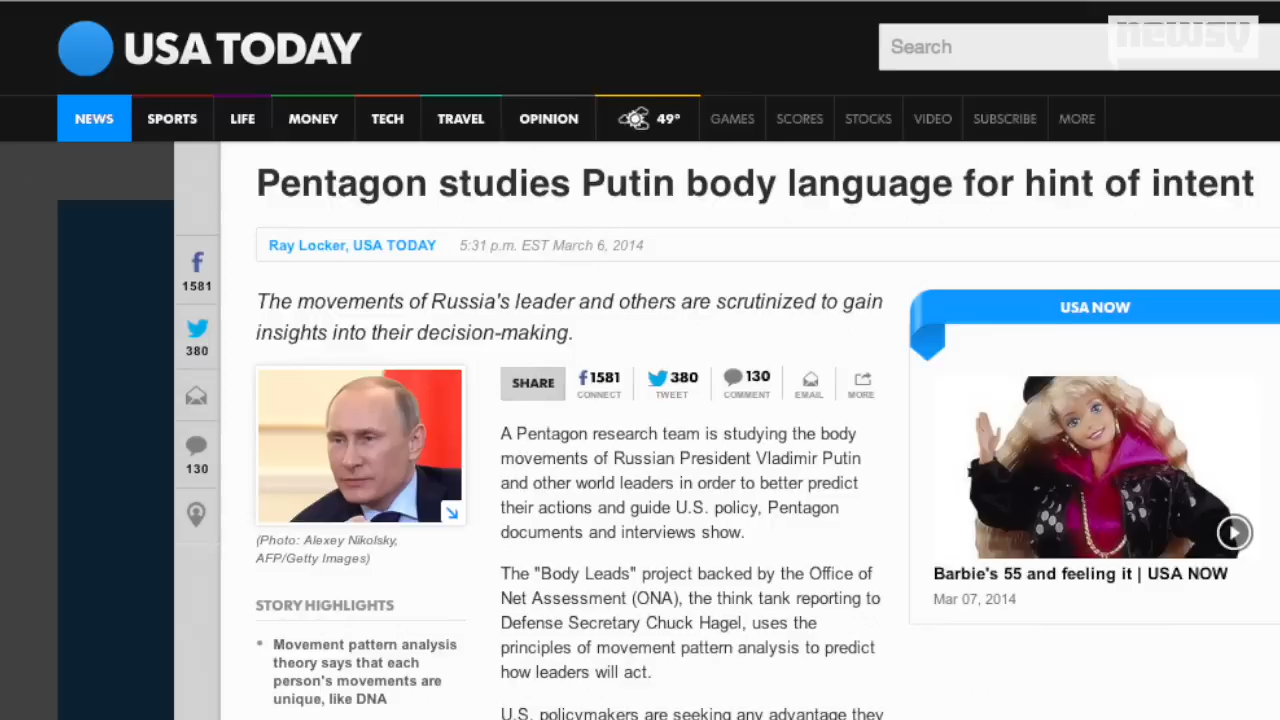 USA TODAY
Search
newsy
NEWS SPORTS LIFE MONEY TECH TRAVEL OPINION 49° GAMES SCORES STOCKS VIDEO SUBSCRIBE MORE
Pentagon studies Putin body language for hint of intent
Ray Locker, USA TODAY 5:31 p.m. EST March 6, 2014
f
1581
380
130
The movements of Russia's leader and others are scrutinized to gain
insights into their decision-making.
(Photo: Alexey Nikolsky,
AFP/Getty Images)
STORY HIGHLIGHTS
• Movement pattern analysis
theory says that each
person's movements are
unique, like DNA
SHARE
f 1581
CONNECT
380
TWEET
130
COMMENT
EMAIL
MORE
A Pentagon research team is studying the body
movements of Russian President Vladimir Putin
and other world leaders in order to better predict
their actions and guide U.S. policy, Pentagon
documents and interviews show.
The "Body Leads" project backed by the Office of
Net Assessment (ONA), the think tank reporting to
Defense Secretary Chuck Hagel, uses the
principles of movement pattern analysis to predict
how leaders will act.
U.S. policymakers are seeking any advantage they
USA NOW
Barbie's 55 and feeling it | USA NOW
Mar 07, 2014